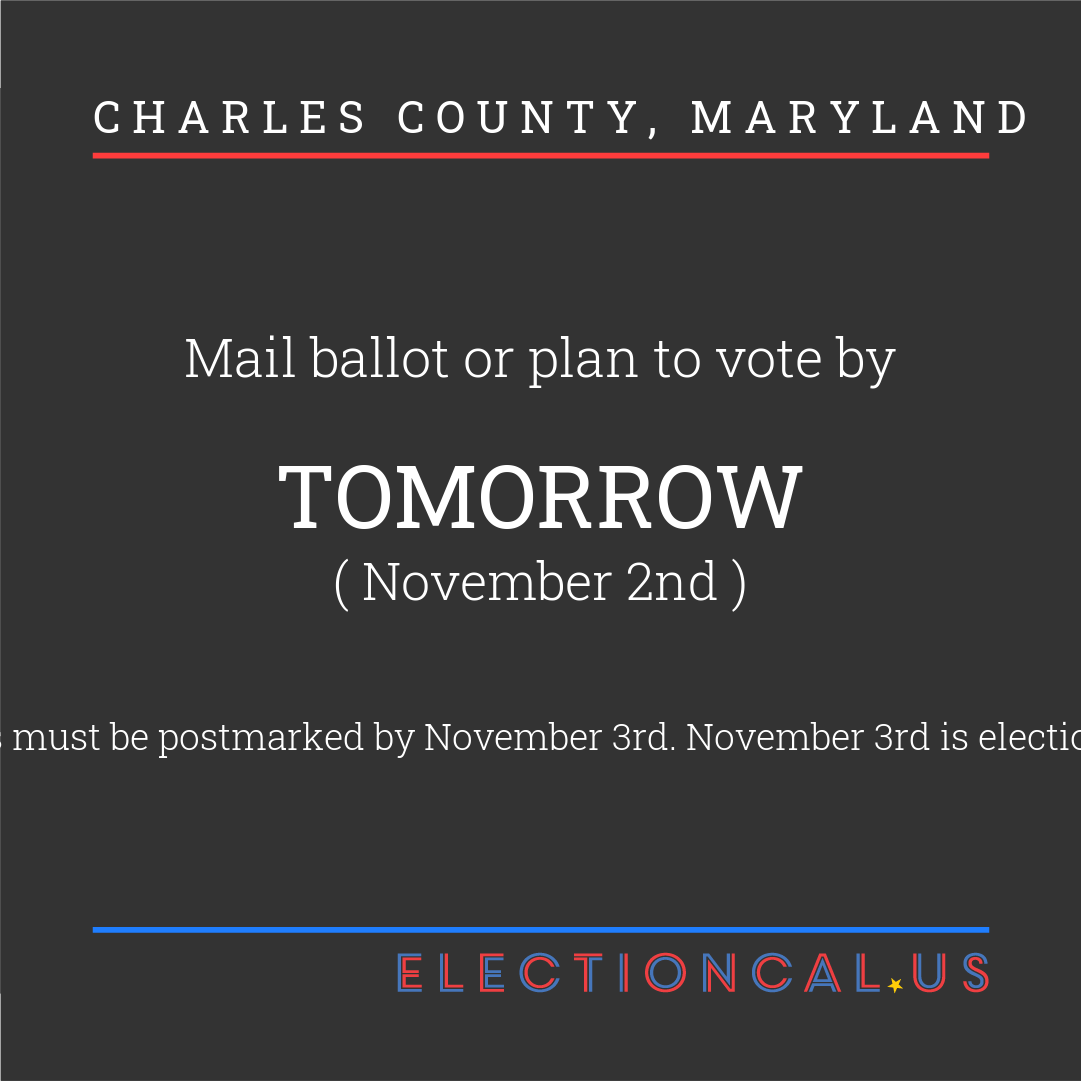 CHARLES COUNTY, MARYLAND
Mail ballot or plan to vote by
TOMORROW
( November 2nd )
must be postmarked by November 3rd. November 3rd is
ELECTIONCAL.US